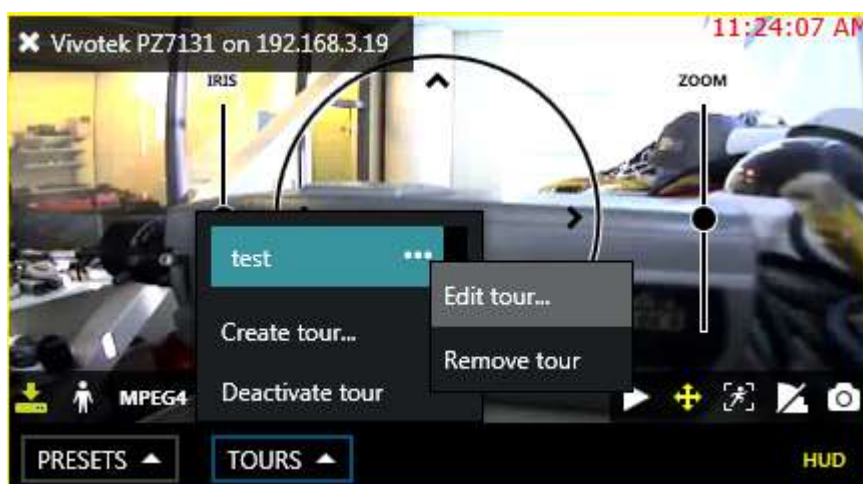 Vivotek PZ7131 on 192.168.3.19
11:24:07 AM
IRIS
ZOOM
test
Edit tour...
Create tour...
Remove tour
Deactivate tour
MPEG4
PRESETS
TOURS
HUD